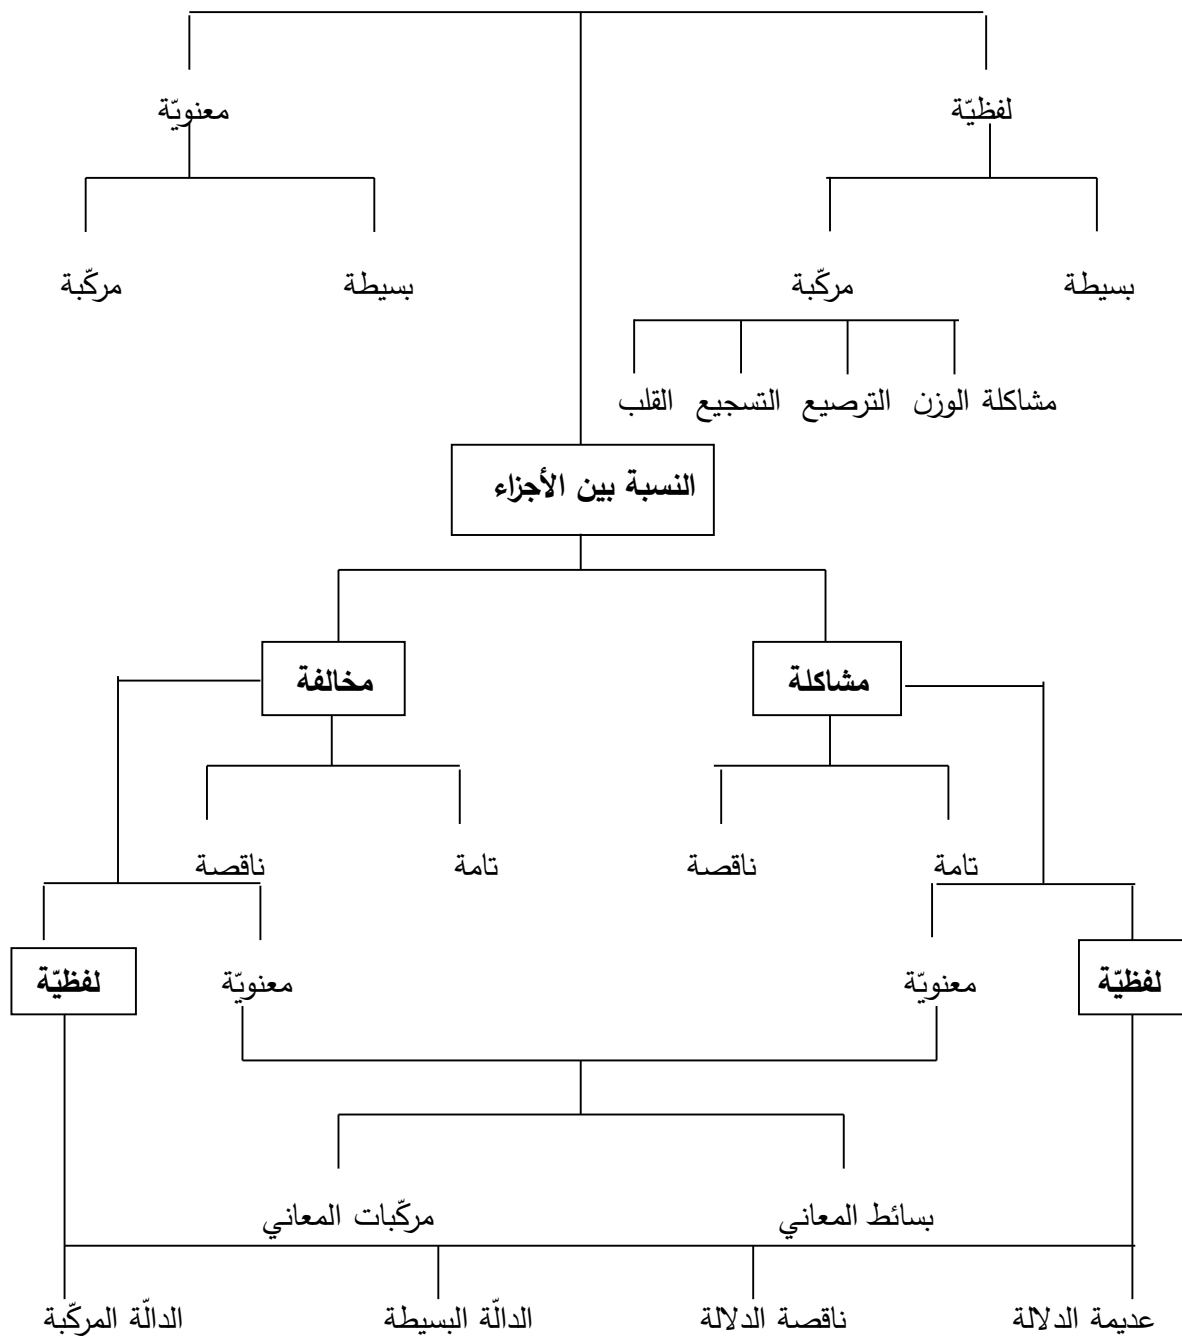 لفظيّة معنويّة
بسيطة مركّبة بسيطة مركّبة
مشاكلة الوزن الترصيع التسجيع القلب
النسبة بين الأجزاء
مشاكلة مخالفة
تامة ناقصة تامة ناقصة
لفظيّة معنويّة معنويّة لفظيّة
بسائط المعاني مركّبات المعاني
عديمة الدلالة ناقصة الدلالة الدالّة البسيطة الدالّة المركّبة